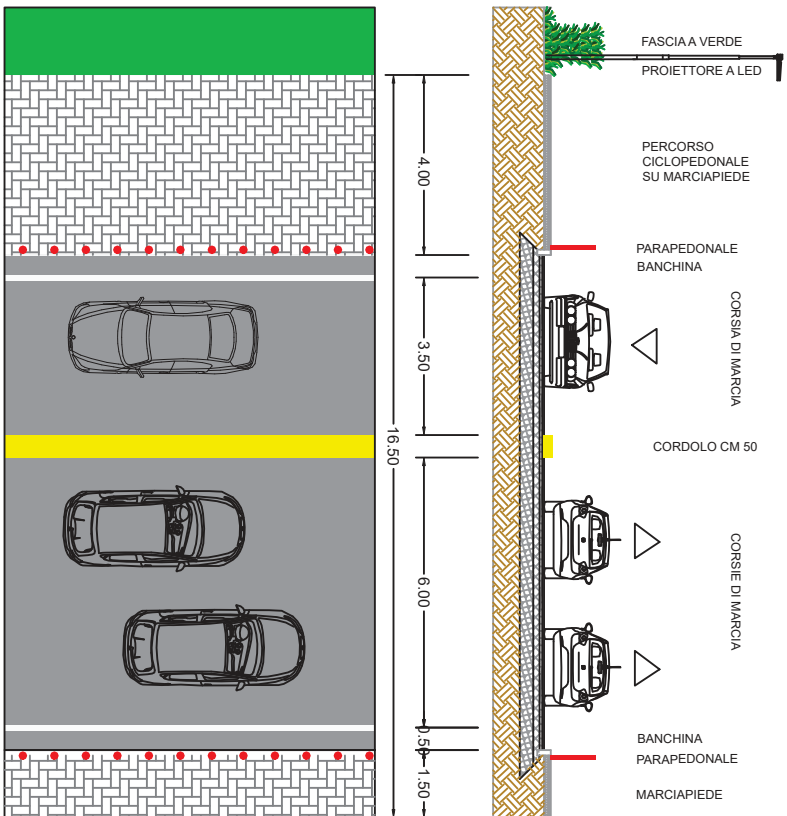 FASCIA A VERDE
PROIETTORE A LED
PERCORSO
CICLOPEDONALE
SU MARCIAPIEDE
4.00
PARAPEDONALE
BANCHINA
CORSIA DI MARCIA
3.50
16.50
CORDOLO CM 50
6.00
CORSIE DI MARCIA
0.50
BANCHINA
PARAPEDONALE
1.50
MARCIAPIEDE